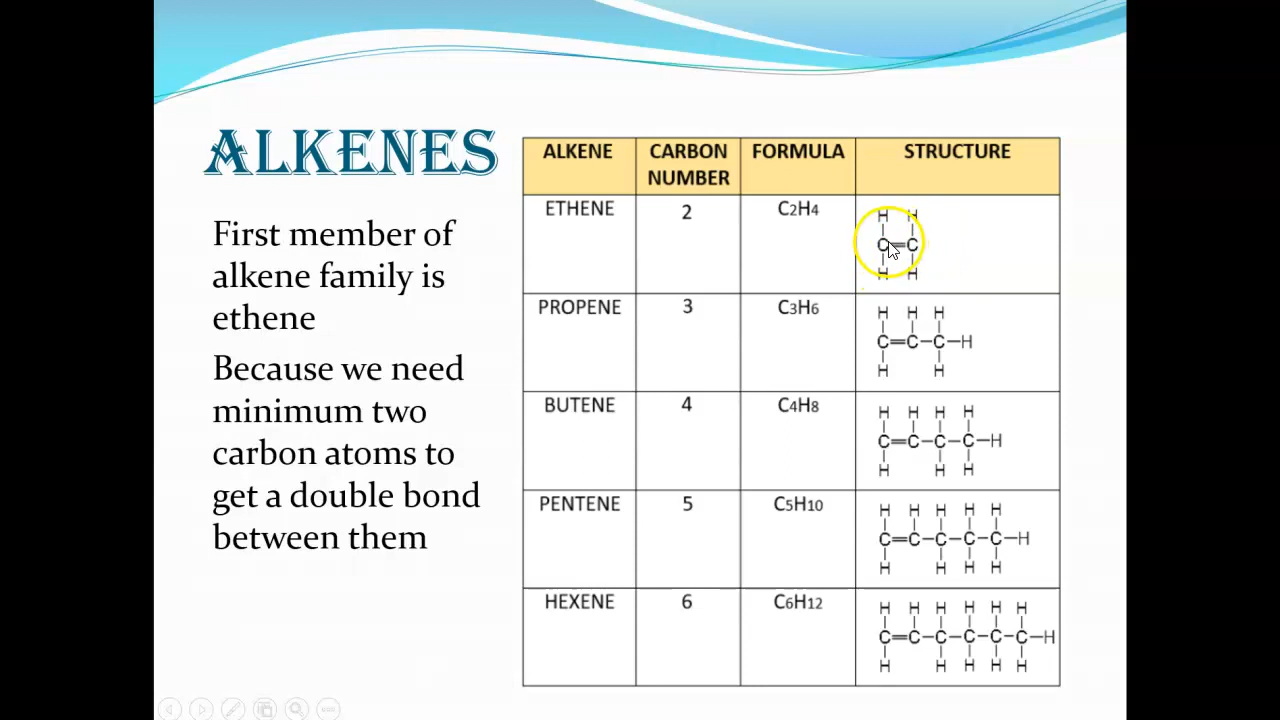 ALKENES
First member of
alkene family is
ethene
Because we need
minimum two
carbon atoms to
get a double bond
between them
ALKENE CARBON NUMBER FORMULA STRUCTURE
ETHENE 2 C2H4
H H
C=C
H H
PROPENE 3 C3H6
H H H
C=C-C-H
H H
BUTENE 4 C4H8
H H H H
C=C-C-C-H
H H H
PENTENE 5 C5H10
H H H H H
C=C-C-C-C-H
H H H H
HEXENE 6 C6H12
H H H H H H
C=C-C-C-C-C-H
H H H H H